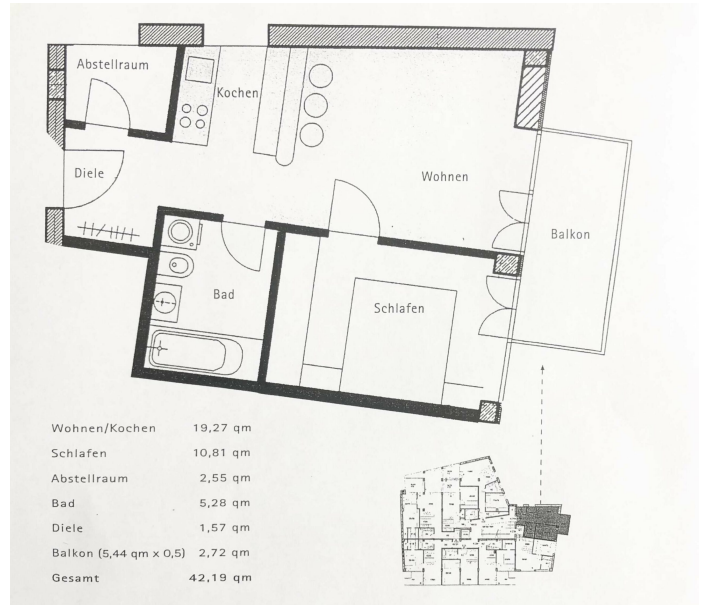 Abstellraum
Kochen
Diele
Wohnen
Balkon
Bad
Schlafen
Wohnen/Kochen 19,27 qm
Schlafen 10,81 qm
Abstellraum 2,55 qm
Bad 5,28 qm
Diele 1,57 qm
Balkon (5,44 qm x 0,5) 2,72 qm
Gesamt 42,19 qm